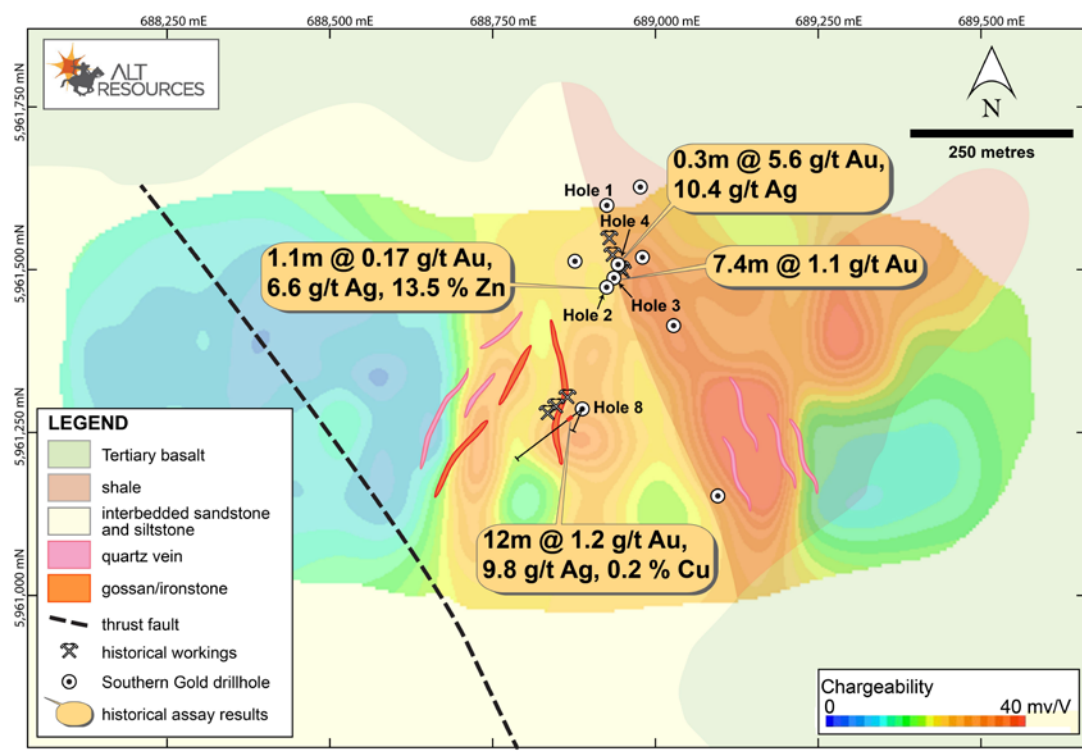 688,250 mE
688,500 mE
688,750 mE
689,000 mE
689,250 mE
689,500 mE
ALT
RESOURCES
5,961,750 mN
N
250 metres
0.3m @ 5.6 g/t Au,
10.4 g/t Ag
Hole 1
Hole 4
5,961,500 mN
1.1m @ 0.17 g/t Au,
6.6 g/t Ag, 13.5 % Zn
7.4m @ 1.1 g/t Au
Hole 3
Hole 2
Hole 8
5,961,250 mN
LEGEND
Tertiary basalt
shale
interbedded sandstone
and siltstone
quartz vein
gossan/ironstone
thrust fault
historical workings
Southern Gold drillhole
historical assay results
12m @ 1.2 g/t Au,
9.8 g/t Ag, 0.2 % Cu
5,961,000 mN
Chargeability
0 40 mv/V